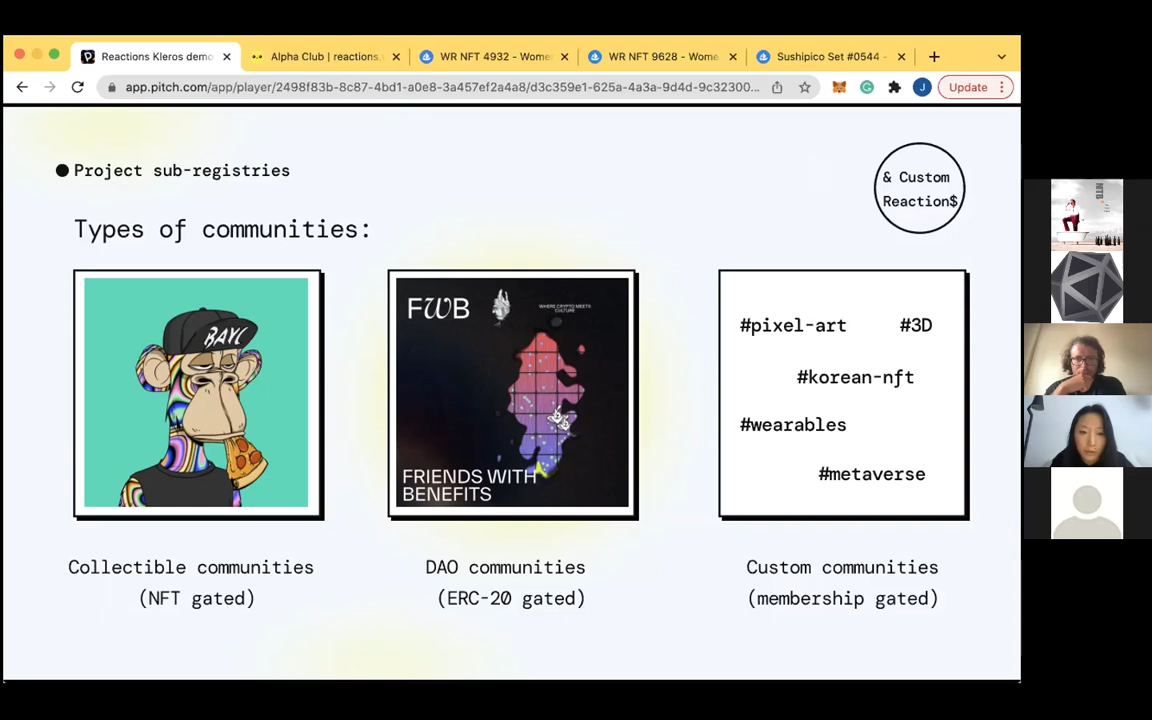 Reactions Kleros demo
Alpha Club | reactions.
WR NFT 4932 - Wome
WR NFT 9628 - Wome
Sushipico Set #0544 -
app.pitch.com/app/player/2498f83b-8c87-4bd1-a0e8-3a457ef2a4a8/d3c359e1-625a-4a3a-9d4d-9c32300...
J
Update
Project sub-registries
& Custom
Reaction$
Types of communities:
BAYC
FWB
WHERE CRYPTO MEETS
CULTURE
FRIENDS WITH
BENEFITS
#pixel-art #3D
#korean-nft
#wearables
#metaverse
Collectible communities
(NFT gated)
DAO communities
(ERC-20 gated)
Custom communities
(membership gated)